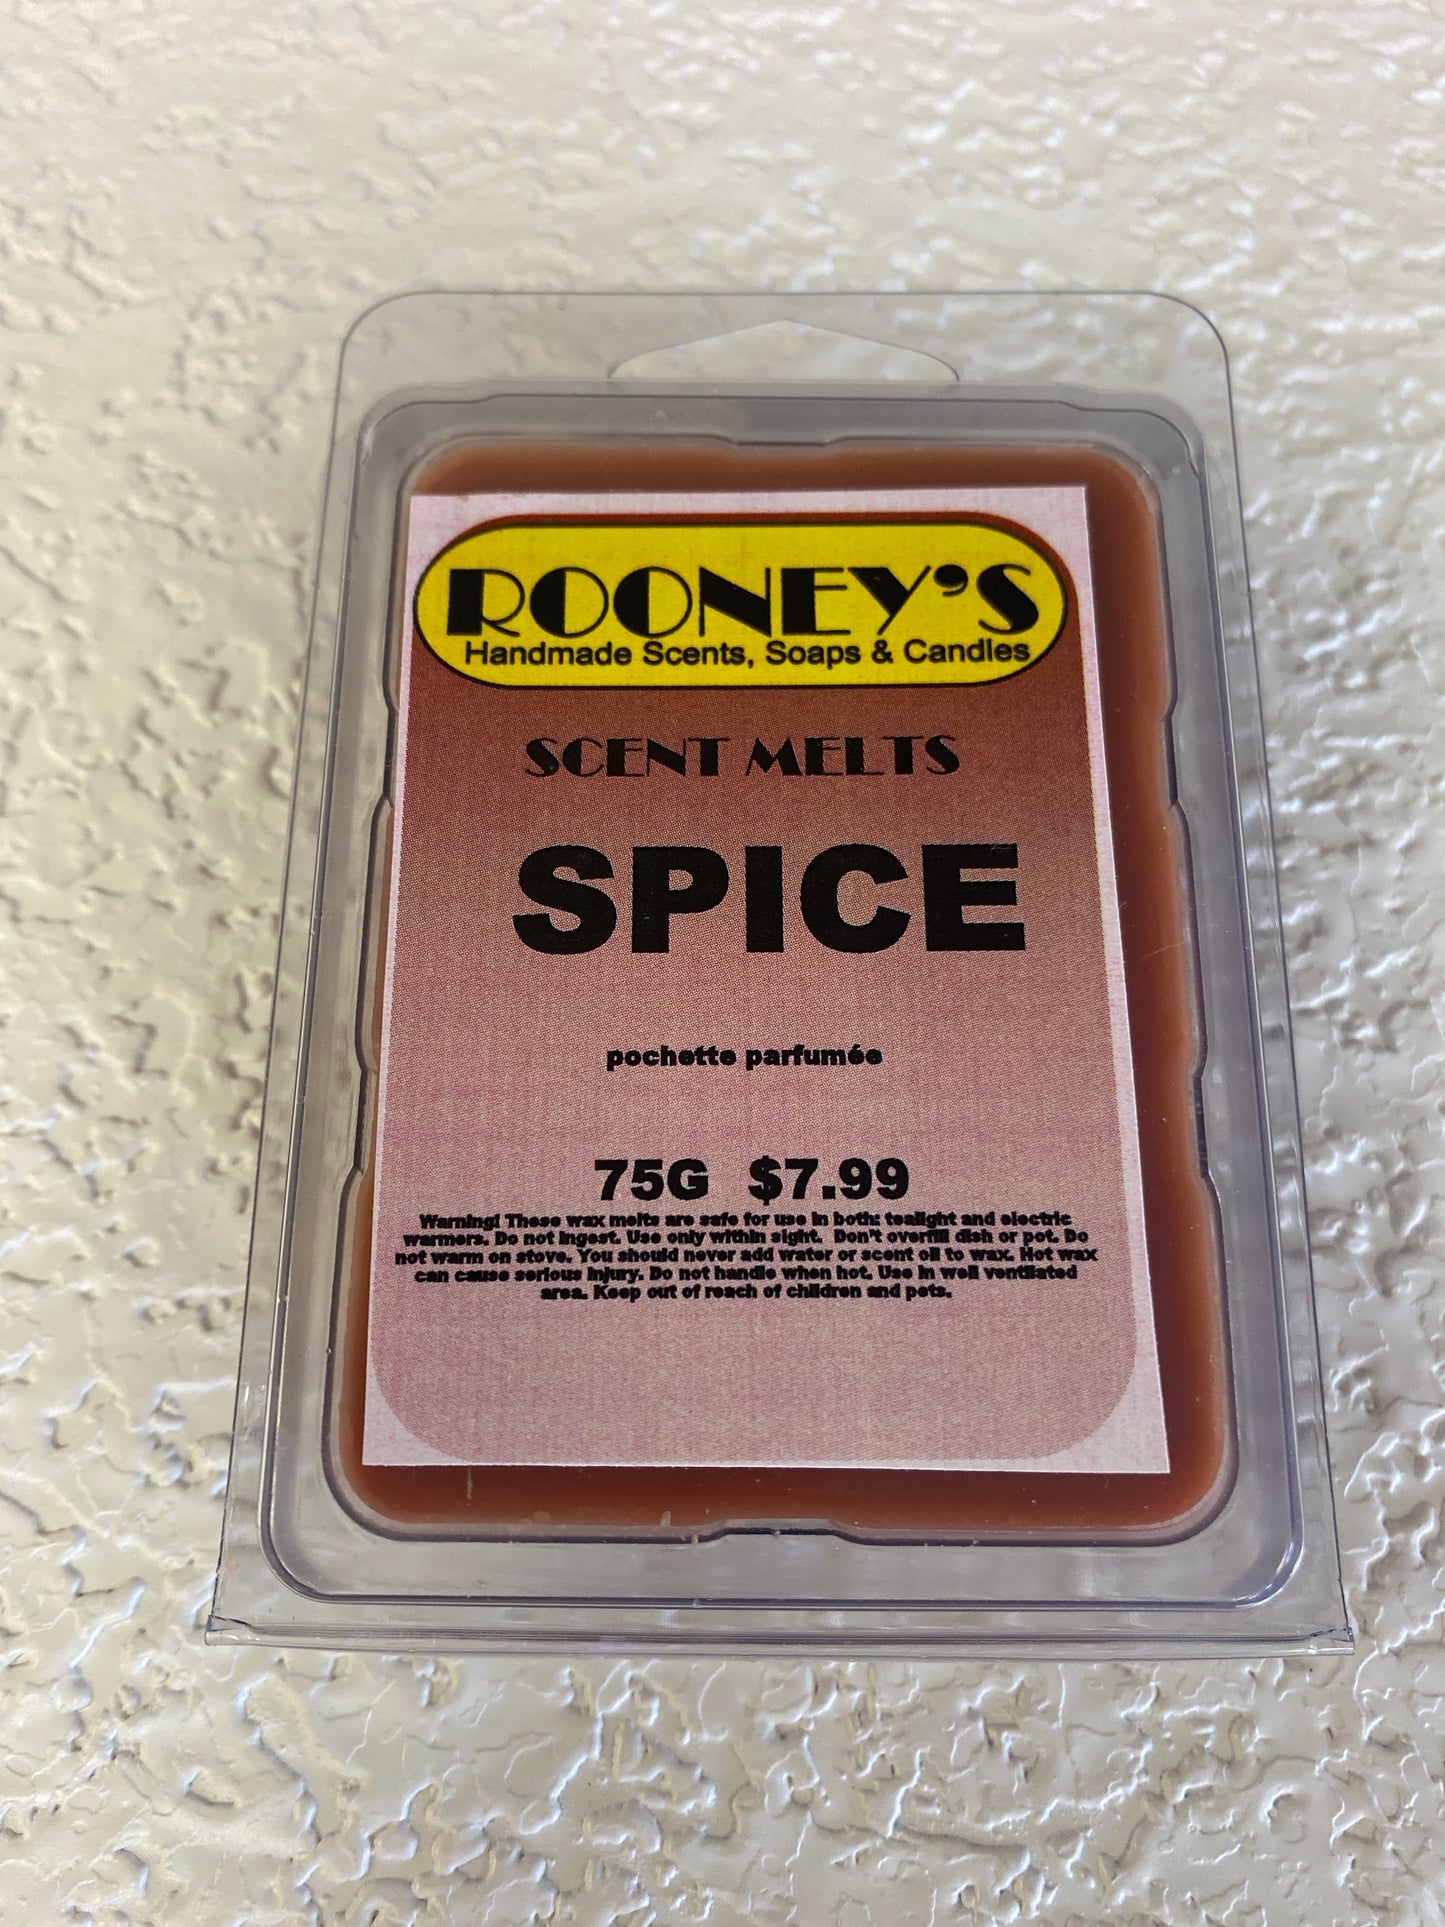 ROONEY'S
Handmade Scents, Soaps & Candles
SCENT MELTS
SPICE
pochette parfumée
75G $7.99
Warning! These wax melts are safe for use in both: tealight and electric
warmers. Do not ingest. Use only within sight. Don't overfill dish or pot. Do
not warm on stove. You should never add water or scent oil to wax. Hot wax
can cause serious injury. Do not handle when hot. Use in well ventilated
area. Keep out of reach of children and pets.